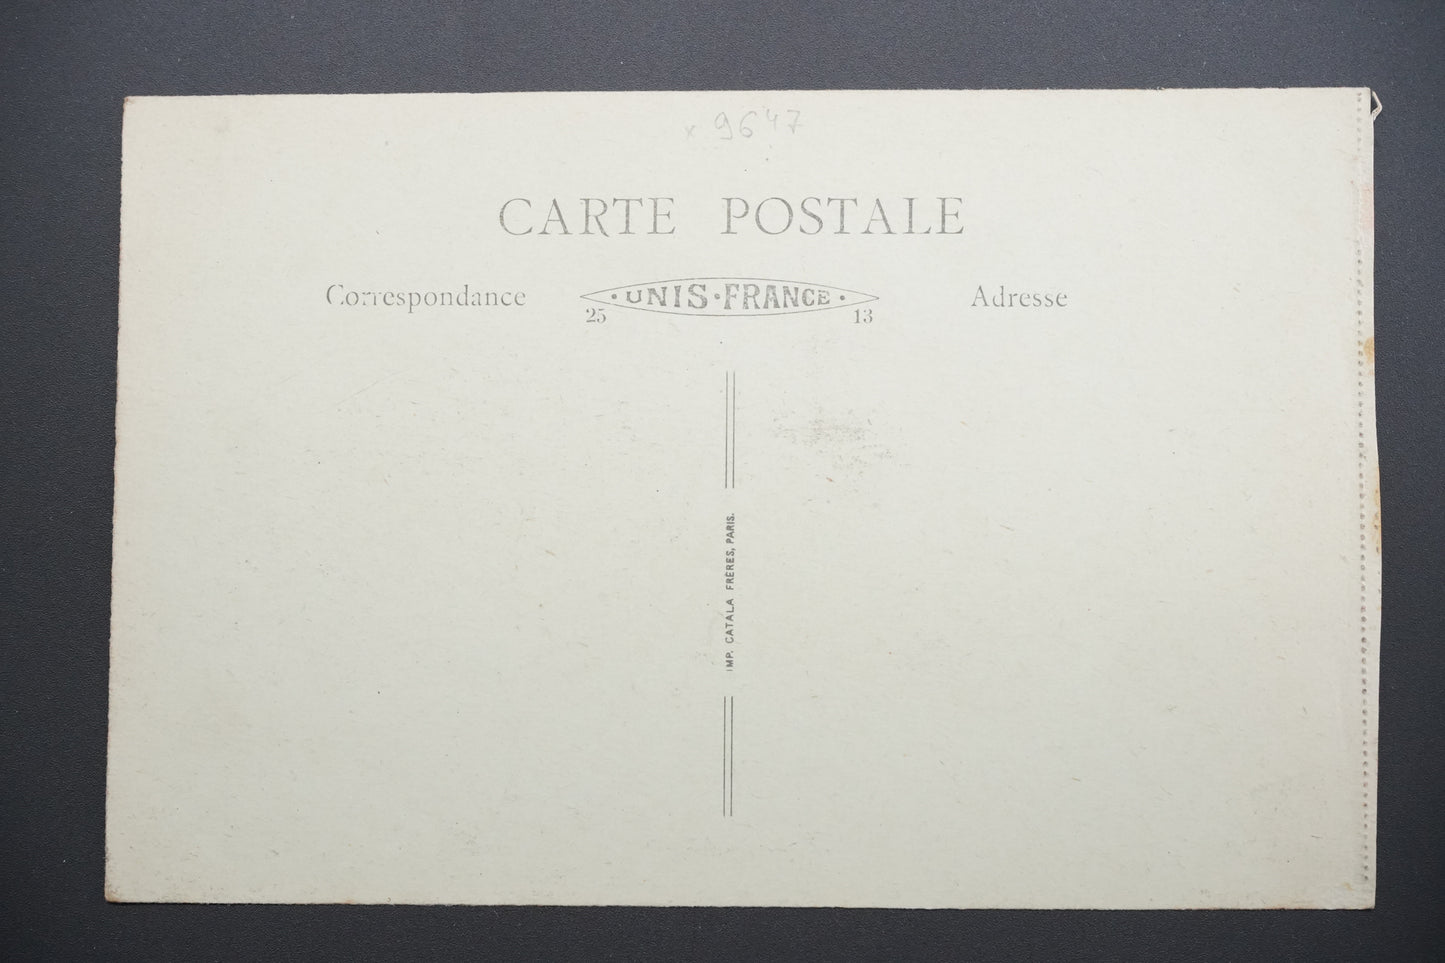 x 9647
CARTE POSTALE
Correspondance
· UNIS · FRANCE ·
25 13
Adresse
IMP. CATALA FRÈRES, PARIS.